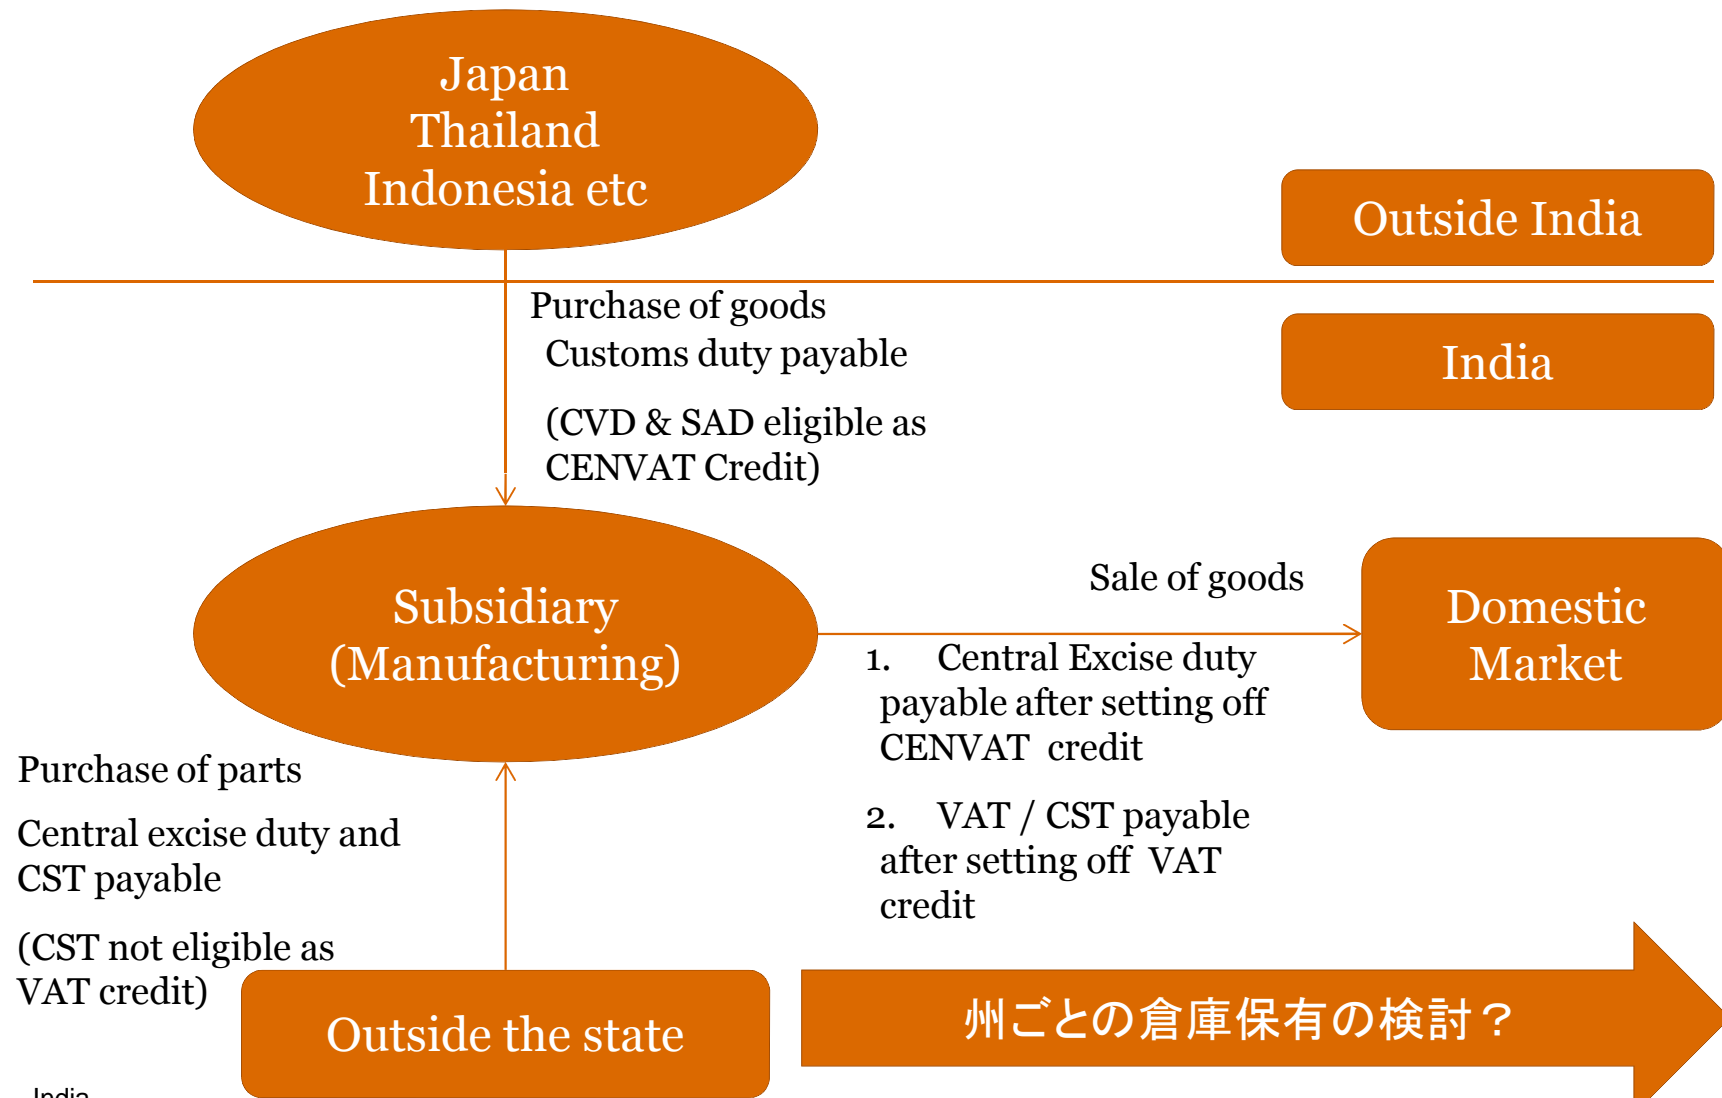 Japan
Thailand
Indonesia etc
Outside India
Purchase of goods
Customs duty payable
(CVD & SAD eligible as
CENVAT Credit)
India
Subsidiary
(Manufacturing)
Sale of goods
Domestic
Market
1. Central Excise duty
payable after setting off
CENVAT credit
2. VAT / CST payable
after setting off VAT
credit
Purchase of parts
Central excise duty and
CST payable
(CST not eligible as
VAT credit)
Outside the state
州ごとの倉庫保有の検討？
India